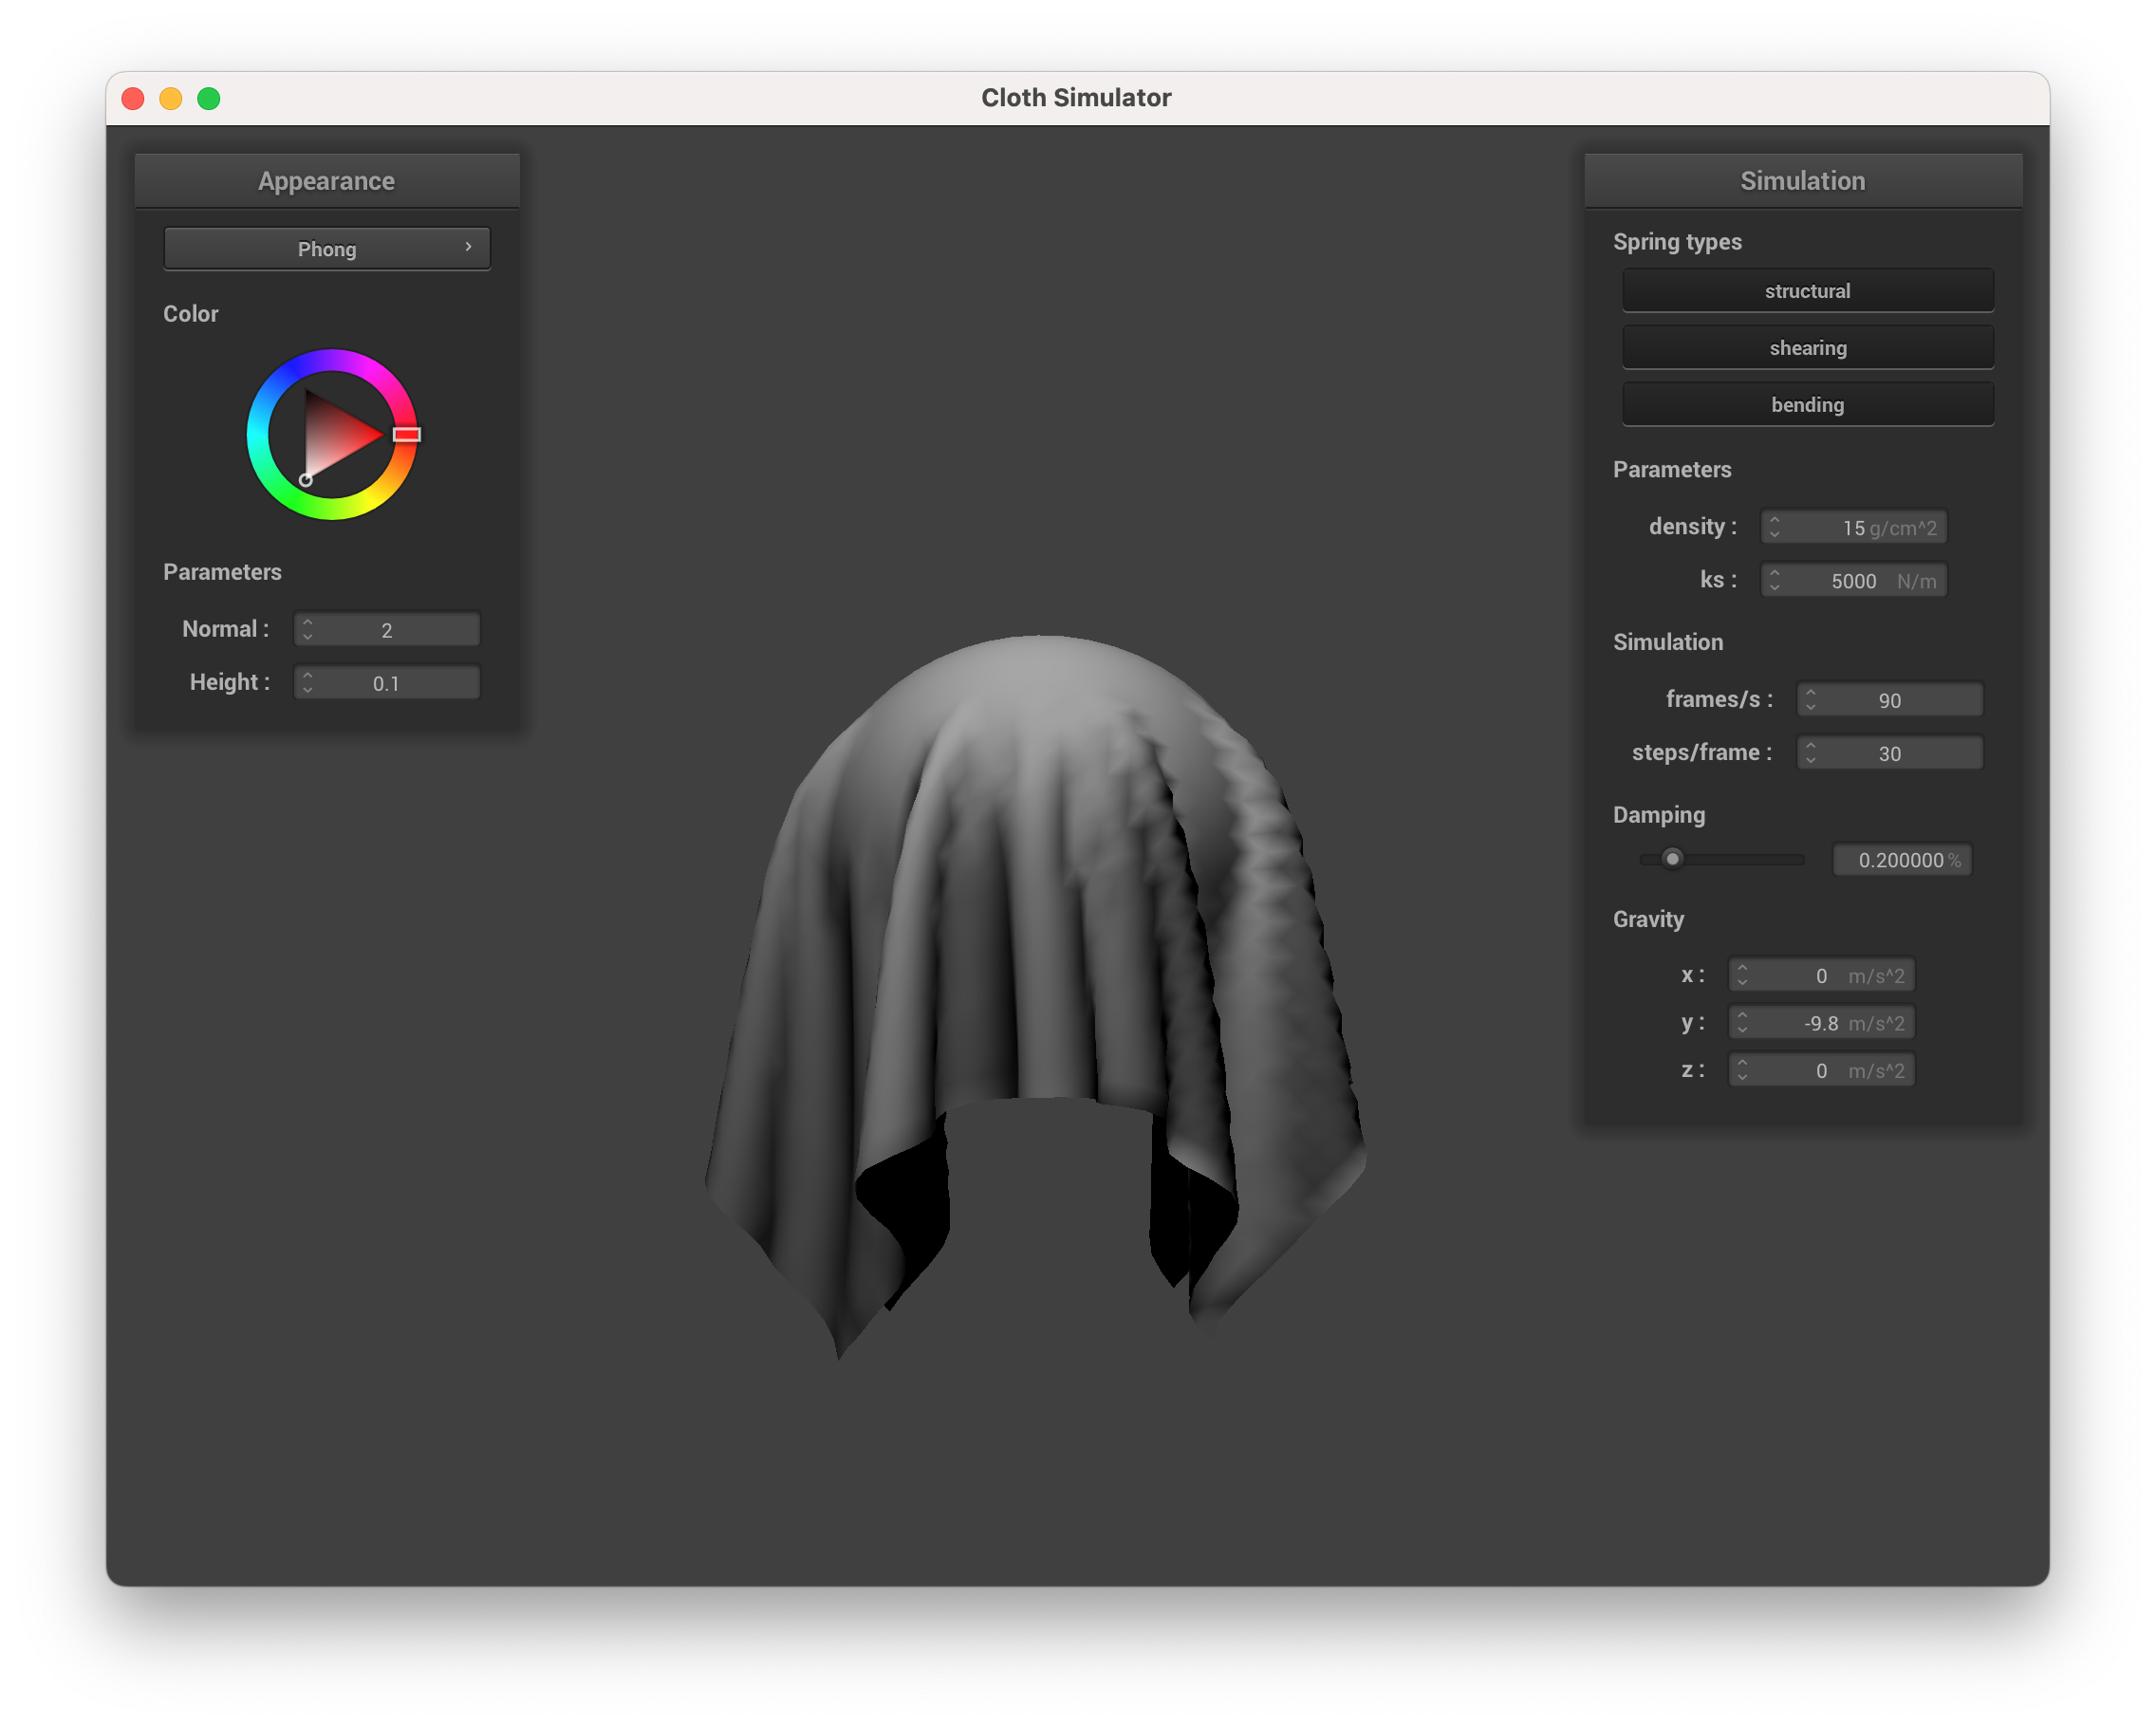 Cloth Simulator
Appearance
Phong
Color
Parameters
Normal : 2
Height : 0.1
Simulation
Spring types
structural
shearing
bending
Parameters
density : 15 g/cm^2
ks : 5000 N/m
Simulation
frames/s : 90
steps/frame : 30
Damping
0.200000 %
Gravity
x : 0 m/s^2
y : -9.8 m/s^2
z : 0 m/s^2